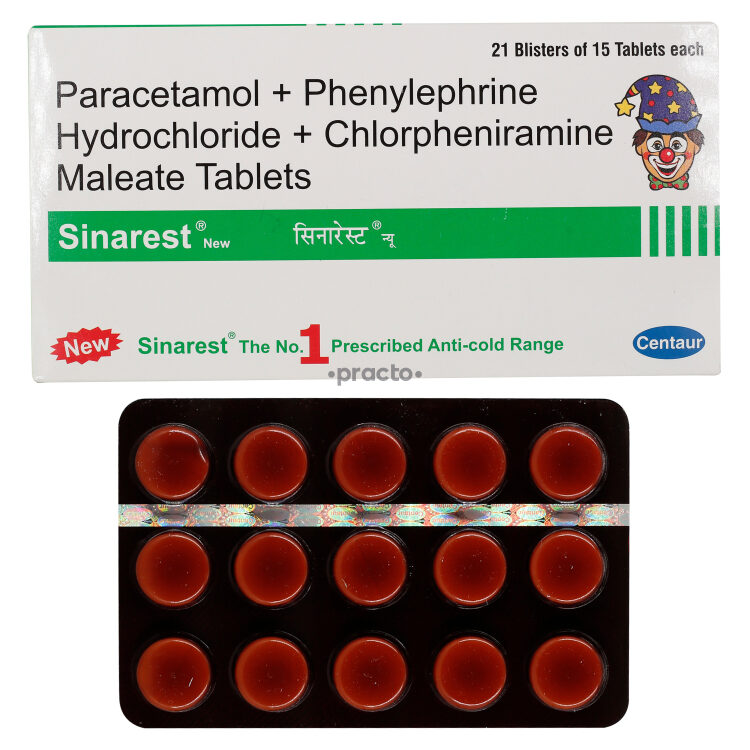 21 Blisters of 15 Tablets each
Paracetamol + Phenylephrine
Hydrochloride + Chlorpheniramine
Maleate Tablets
Sinarest® New सिनारेस्ट® न्यू
New Sinarest® The No. 1 Prescribed Anti-cold Range Centaur
•practo•